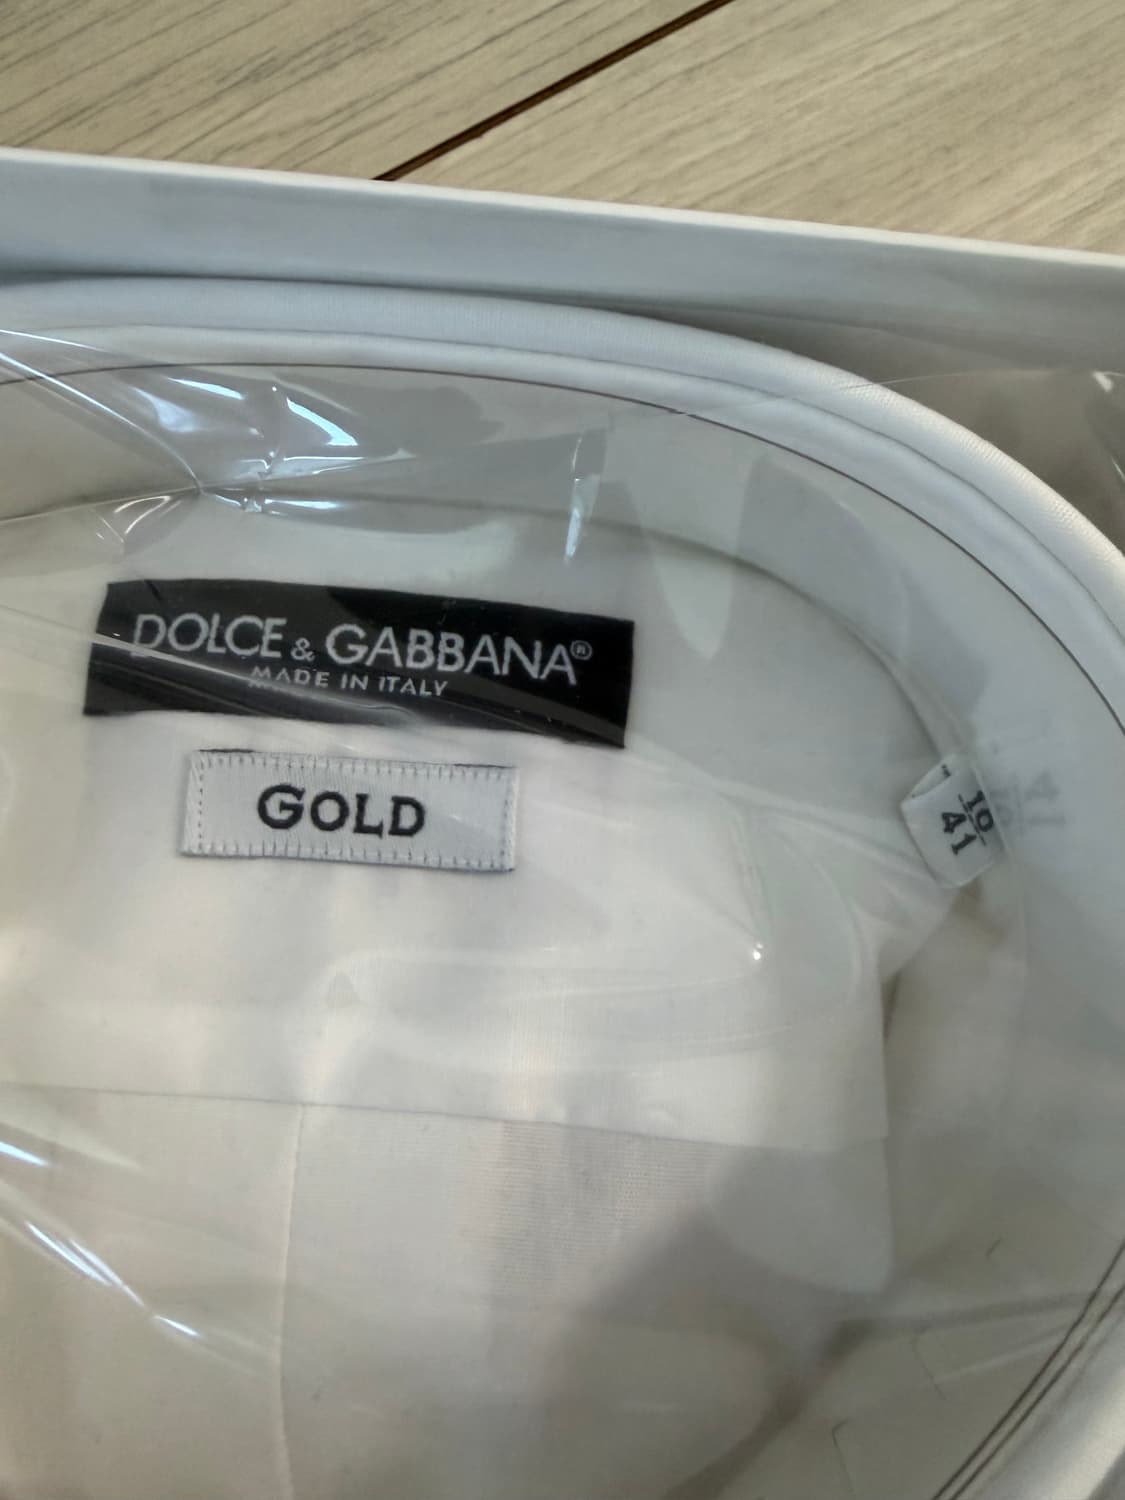 DOLCE & GABBANA®
MADE IN ITALY
GOLD
16
41